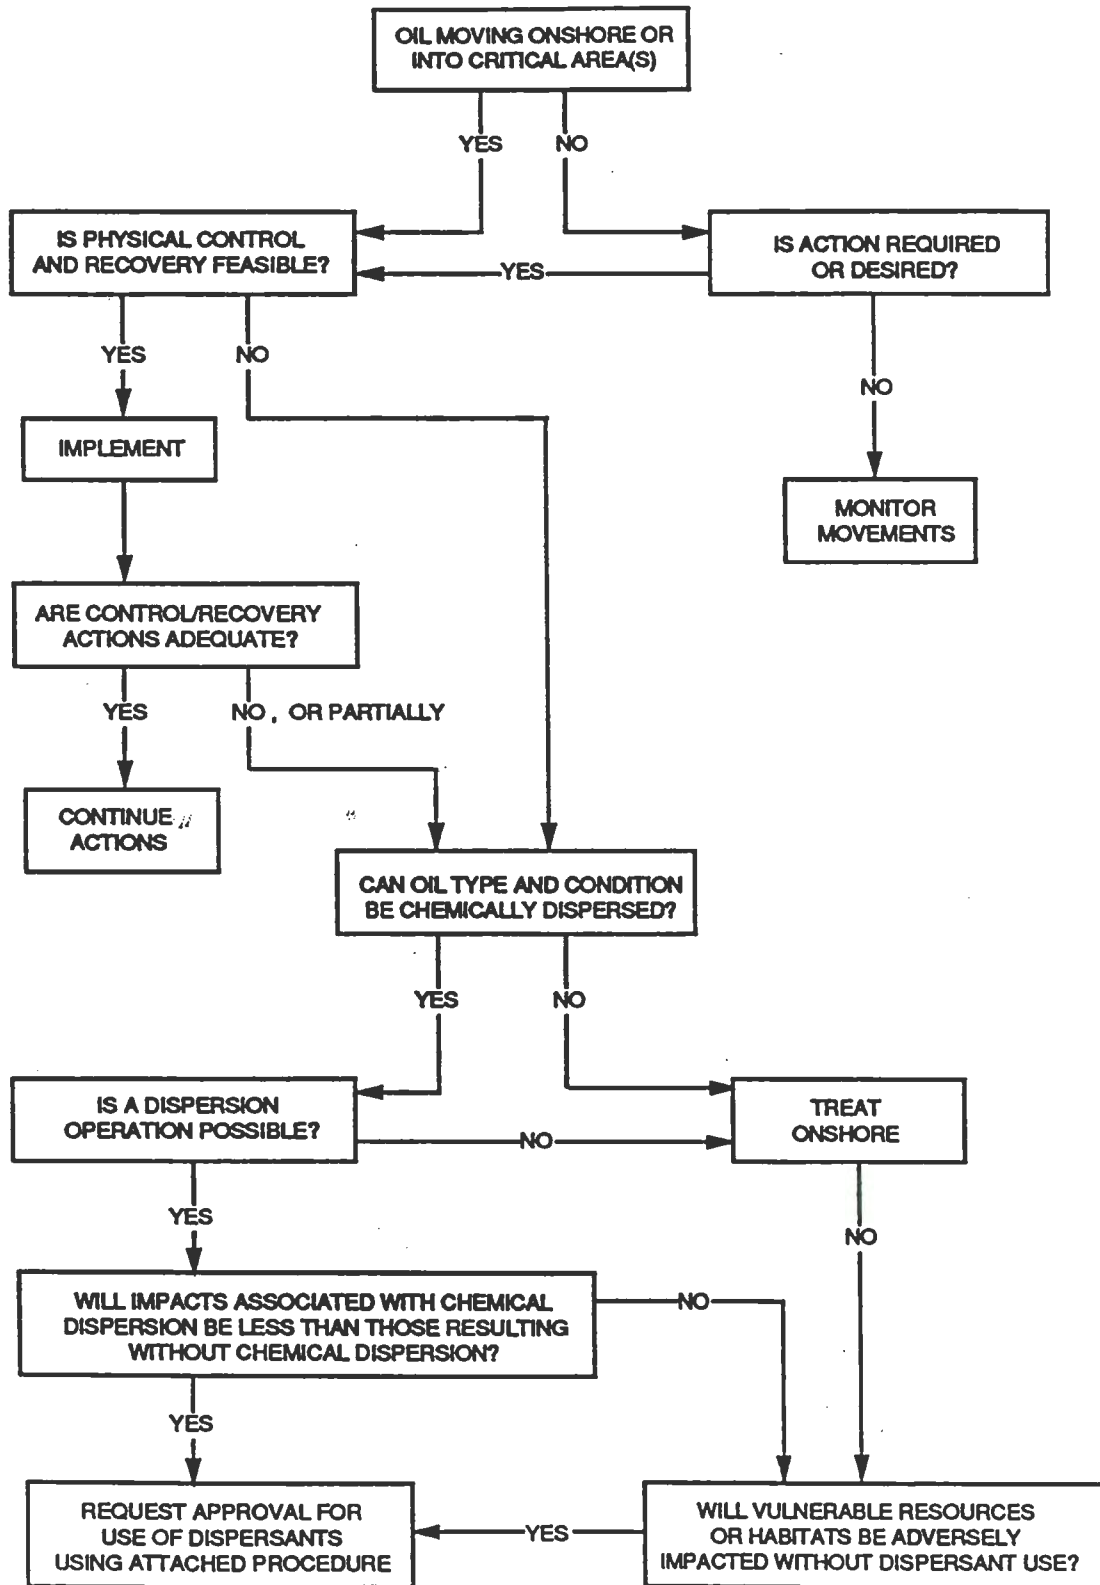 OIL MOVING ONSHORE OR
INTO CRITICAL AREA(S)
YES
NO
IS PHYSICAL CONTROL
AND RECOVERY FEASIBLE?
IS ACTION REQUIRED
OR DESIRED?
YES
YES
NO
NO
IMPLEMENT
MONITOR
MOVEMENTS
ARE CONTROL/RECOVERY
ACTIONS ADEQUATE?
YES
NO, OR PARTIALLY
CONTINUE
ACTIONS
CAN OIL TYPE AND CONDITION
BE CHEMICALLY DISPERSED?
YES
NO
IS A DISPERSION
OPERATION POSSIBLE?
NO
TREAT
ONSHORE
YES
NO
WILL IMPACTS ASSOCIATED WITH CHEMICAL
DISPERSION BE LESS THAN THOSE RESULTING
WITHOUT CHEMICAL DISPERSION?
NO
YES
REQUEST APPROVAL FOR
USE OF DISPERSANTS
USING ATTACHED PROCEDURE
YES
WILL VULNERABLE RESOURCES
OR HABITATS BE ADVERSELY
IMPACTED WITHOUT DISPERSANT USE?